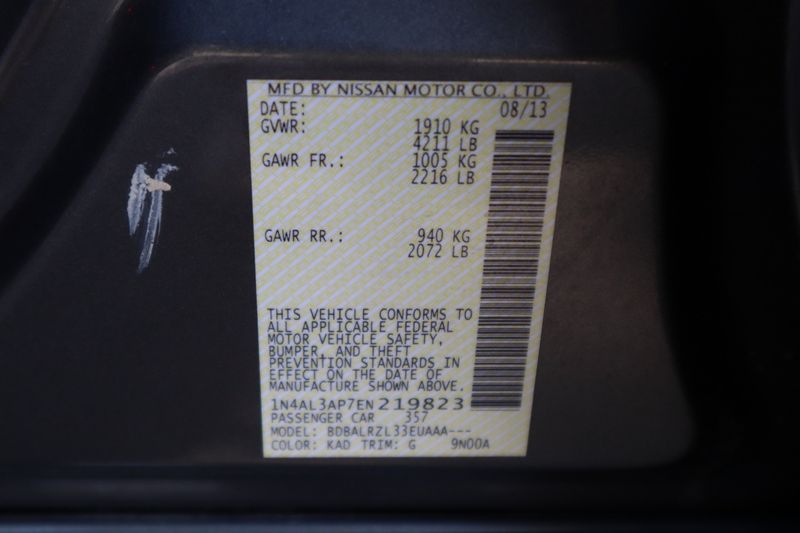 MFD BY NISSAN MOTOR CO., LTD.
DATE: 08/13
GVWR: 1910 KG
4211 LB
GAWR FR.: 1005 KG
2216 LB
GAWR RR.: 940 KG
2072 LB
THIS VEHICLE CONFORMS TO
ALL APPLICABLE FEDERAL
MOTOR VEHICLE SAFETY,
BUMPER, AND THEFT
PREVENTION STANDARDS IN
EFFECT ON THE DATE OF
MANUFACTURE SHOWN ABOVE.
1N4AL3AP7EN219823
PASSENGER CAR 357
MODEL: BDBALRZL33EUAAA---
COLOR: KAD TRIM: G 9N00A